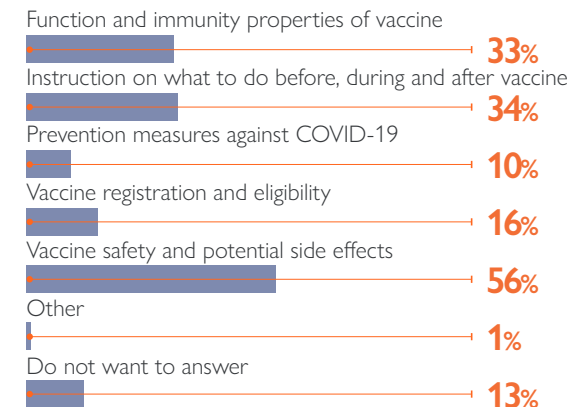 Function and immunity properties of vaccine
33%
Instruction on what to do before, during and after vaccine
34%
Prevention measures against COVID-19
10%
Vaccine registration and eligibility
16%
Vaccine safety and potential side effects
56%
Other
1%
Do not want to answer
13%